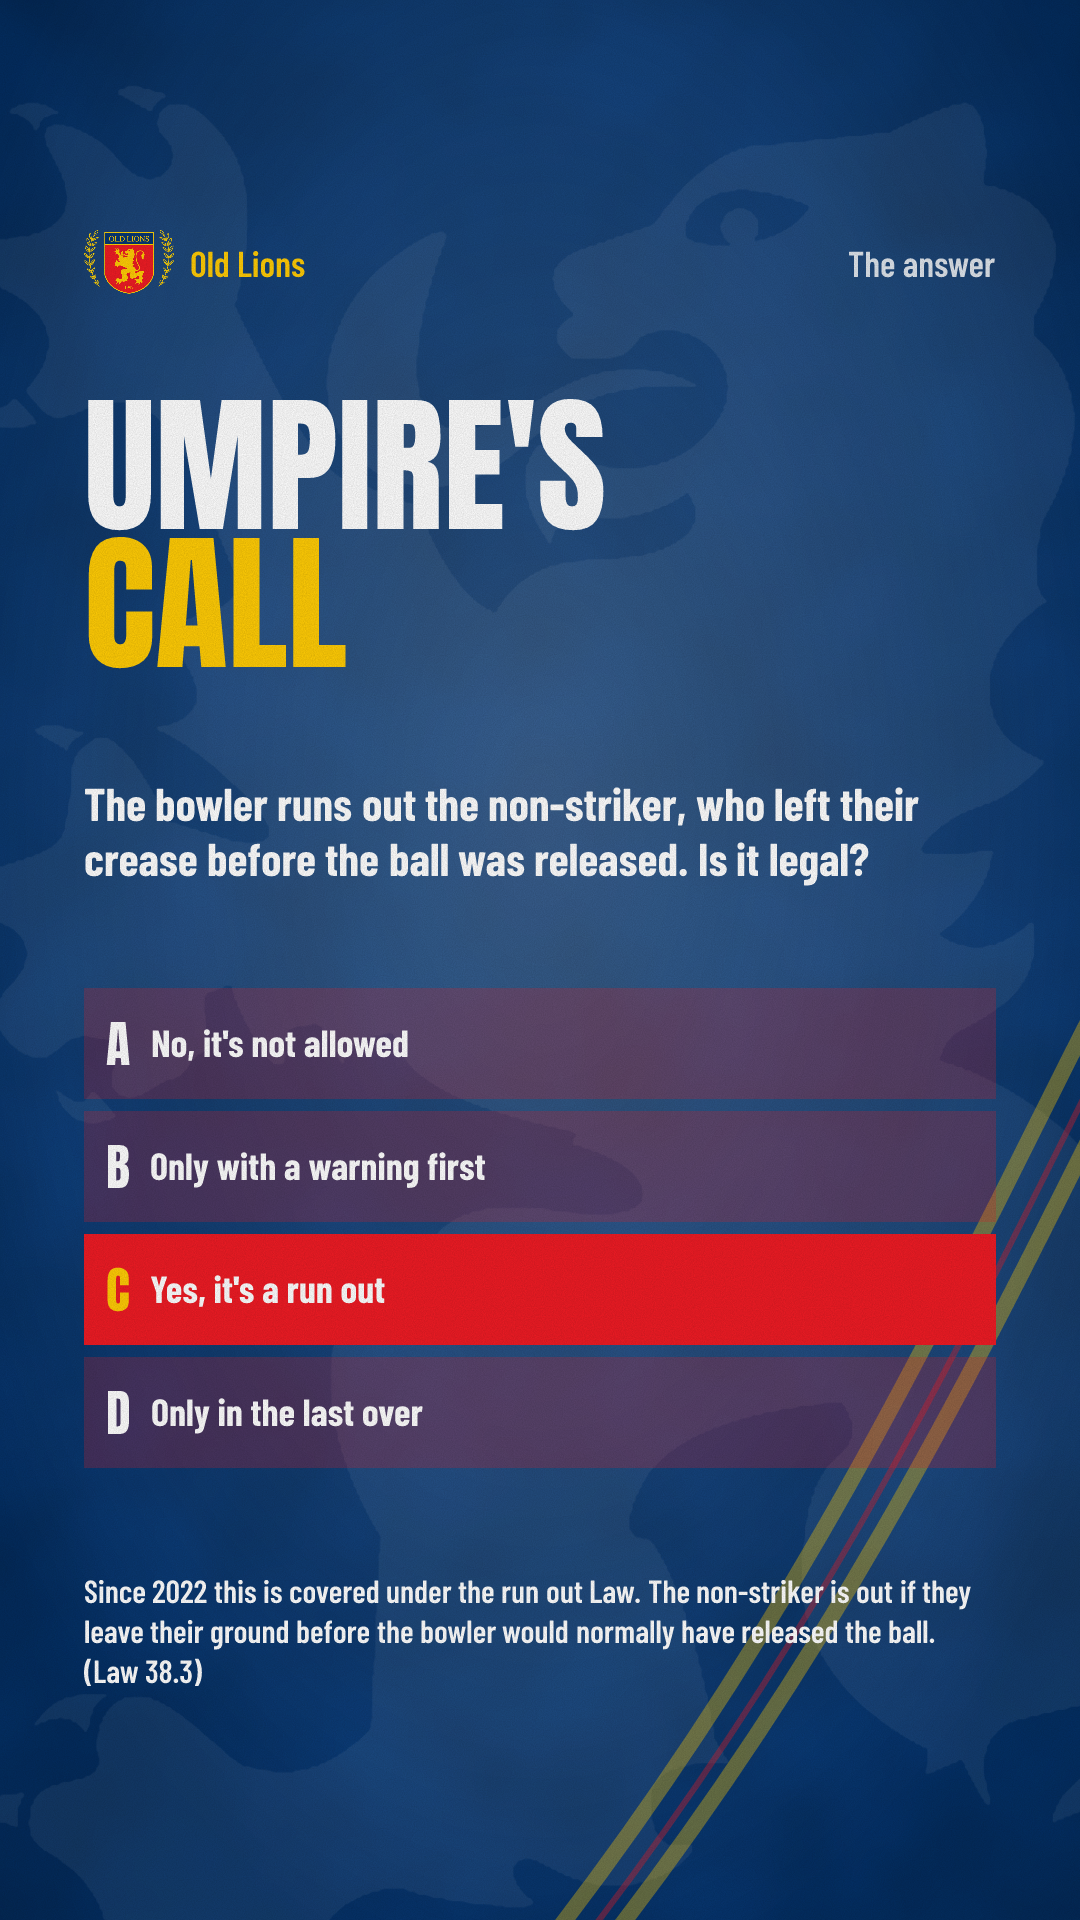 OLD LIONS
Old Lions
The answer
UMPIRE'S
CALL
The bowler runs out the non-striker, who left their
crease before the ball was released. Is it legal?
A No, it's not allowed
B Only with a warning first
C Yes, it's a run out
D Only in the last over
Since 2022 this is covered under the run out Law. The non-striker is out if they
leave their ground before the bowler would normally have released the ball.
(Law 38.3)